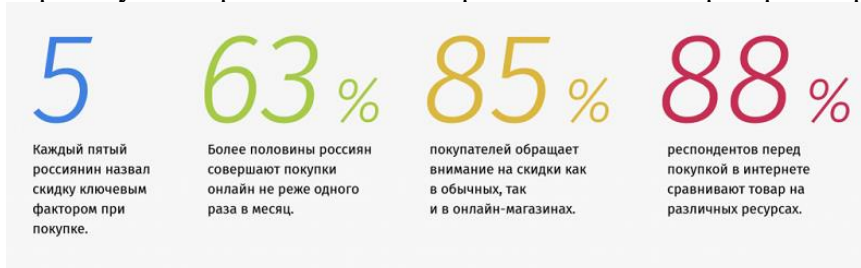 5
Каждый пятый
россиянин назвал
скидку ключевым
фактором при
покупке.
63 %
Более половины россиян
совершают покупки
онлайн не реже одного
раза в месяц.
85 %
покупателей обращает
внимание на скидки как
в обычных, так
и в онлайн-магазинах.
88 %
респондентов перед
покупкой в интернете
сравнивают товар на
различных ресурсах.